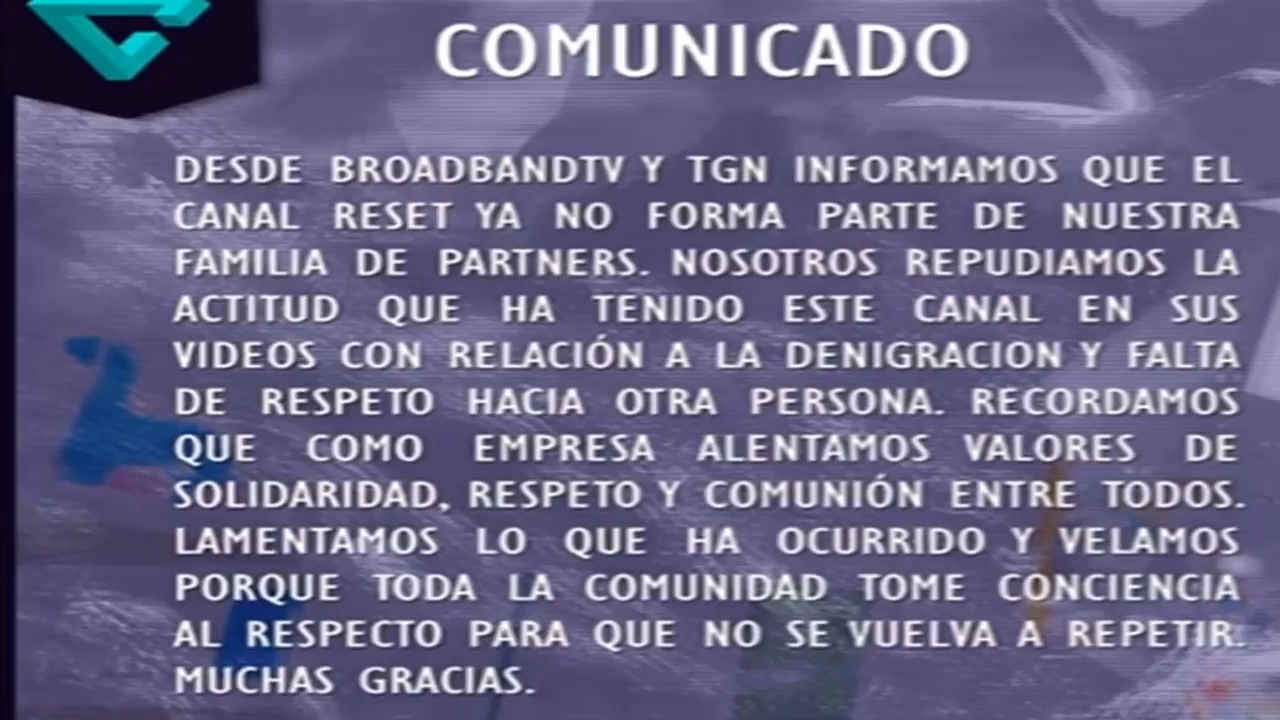 COMUNICADO
DESDE BROADBANDTV Y TGN INFORMAMOS QUE EL
CANAL RESET YA NO FORMA PARTE DE NUESTRA
FAMILIA DE PARTNERS. NOSOTROS REPUDIAMOS LA
ACTITUD QUE HA TENIDO ESTE CANAL EN SUS
VIDEOS CON RELACIÓN A LA DENIGRACION Y FALTA
DE RESPETO HACIA OTRA PERSONA. RECORDAMOS
QUE COMO EMPRESA ALENTAMOS VALORES DE
SOLIDARIDAD, RESPETO Y COMUNIÓN ENTRE TODOS.
LAMENTAMOS LO QUE HA OCURRIDO Y VELAMOS
PORQUE TODA LA COMUNIDAD TOME CONCIENCIA
AL RESPECTO PARA QUE NO SE VUELVA A REPETIR.
MUCHAS GRACIAS.